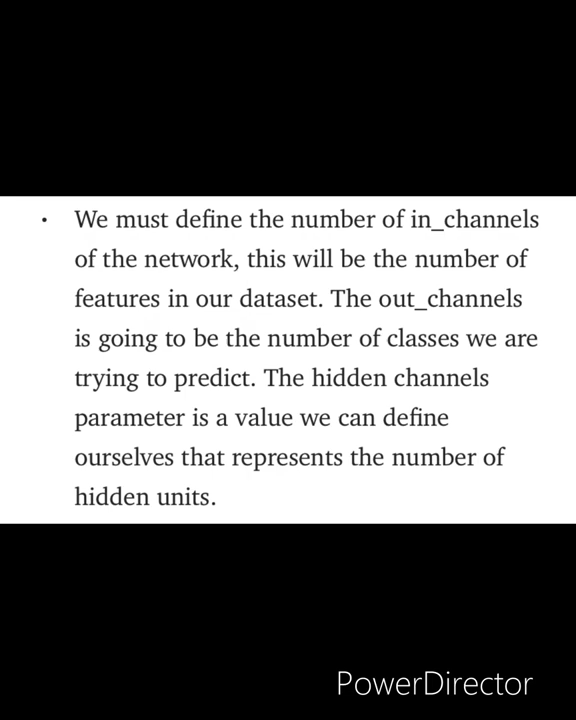 • We must define the number of in_channels
of the network, this will be the number of
features in our dataset. The out_channels
is going to be the number of classes we are
trying to predict. The hidden channels
parameter is a value we can define
ourselves that represents the number of
hidden units.
PowerDirector